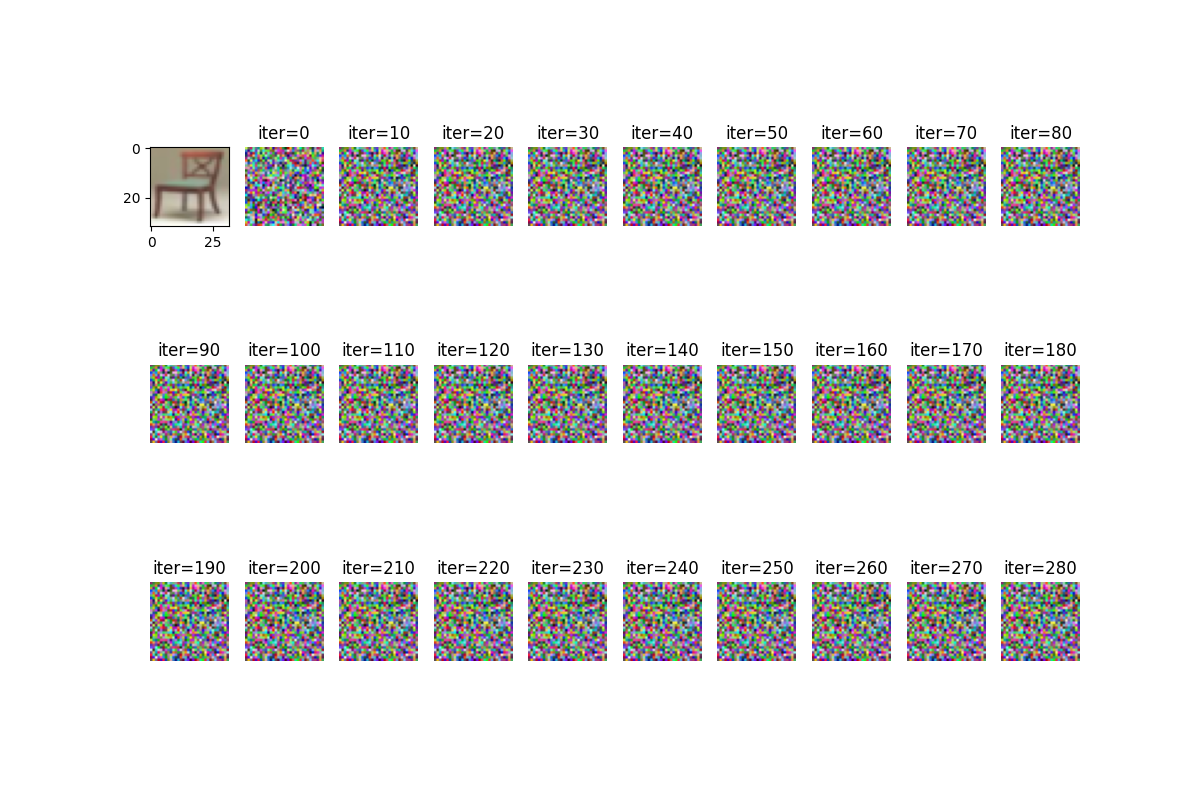 iter=0 iter=10 iter=20 iter=30 iter=40 iter=50 iter=60 iter=70 iter=80
0
20
0 25
iter=90 iter=100 iter=110 iter=120 iter=130 iter=140 iter=150 iter=160 iter=170 iter=180
iter=190 iter=200 iter=210 iter=220 iter=230 iter=240 iter=250 iter=260 iter=270 iter=280